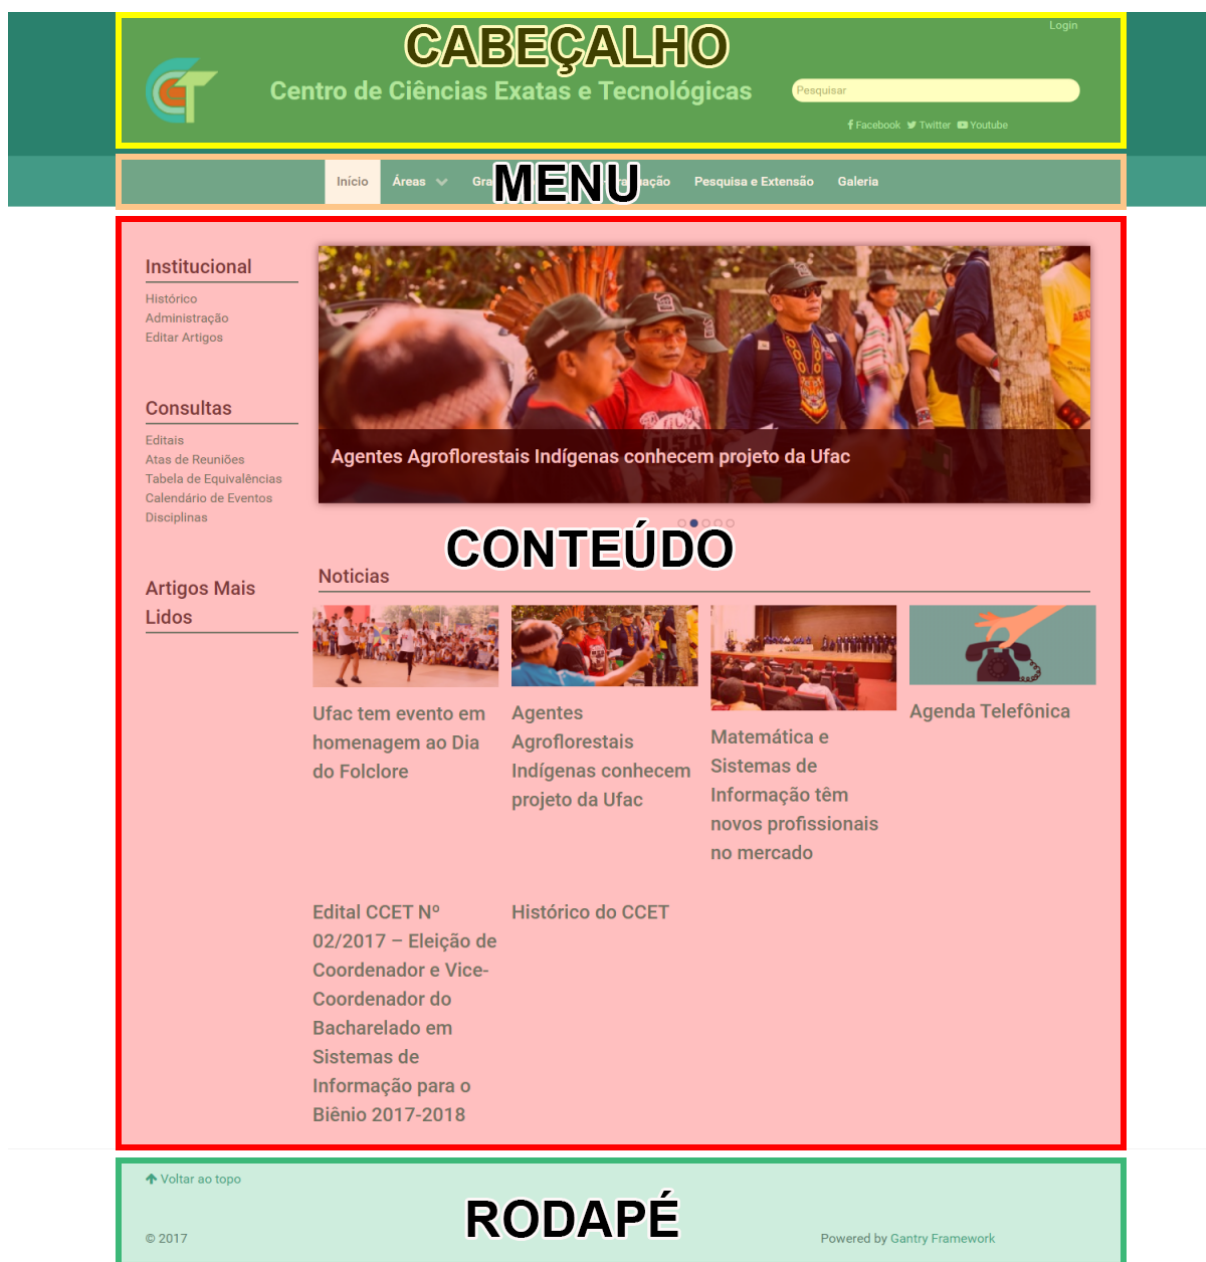 Login
CABEÇALHO
Centro de Ciências Exatas e Tecnológicas
Pesquisar
Facebook Twitter Youtube
Início Áreas MENU Pesquisa e Extensão Galeria
Institucional
Histórico
Administração
Editar Artigos
Consultas
Editais
Atas de Reuniões
Tabela de Equivalências
Calendário de Eventos
Disciplinas
Artigos Mais
Lidos
Agentes Agroflorestais Indígenas conhecem projeto da Ufac
CONTEÚDO
Noticias
Ufac tem evento em
homenagem ao Dia
do Folclore
Agentes
Agroflorestais
Indígenas conhecem
projeto da Ufac
Matemática e
Sistemas de
Informação têm
novos profissionais
no mercado
Agenda Telefônica
Edital CCET Nº
02/2017 – Eleição de
Coordenador e Vice-
Coordenador do
Bacharelado em
Sistemas de
Informação para o
Biênio 2017-2018
Histórico do CCET
Voltar ao topo
RODAPÉ
© 2017
Powered by Gantry Framework